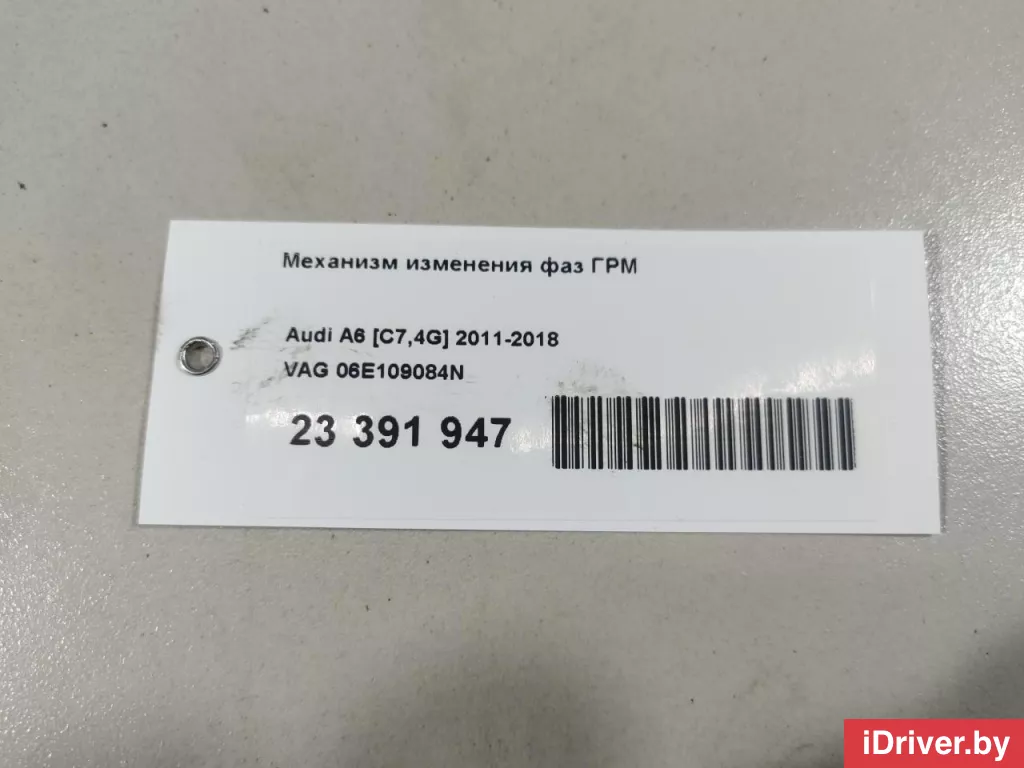 Механизм изменения фаз ГРМ
Audi A6 [C7,4G] 2011-2018
VAG 06E109084N
23 391 947
iDriver.by